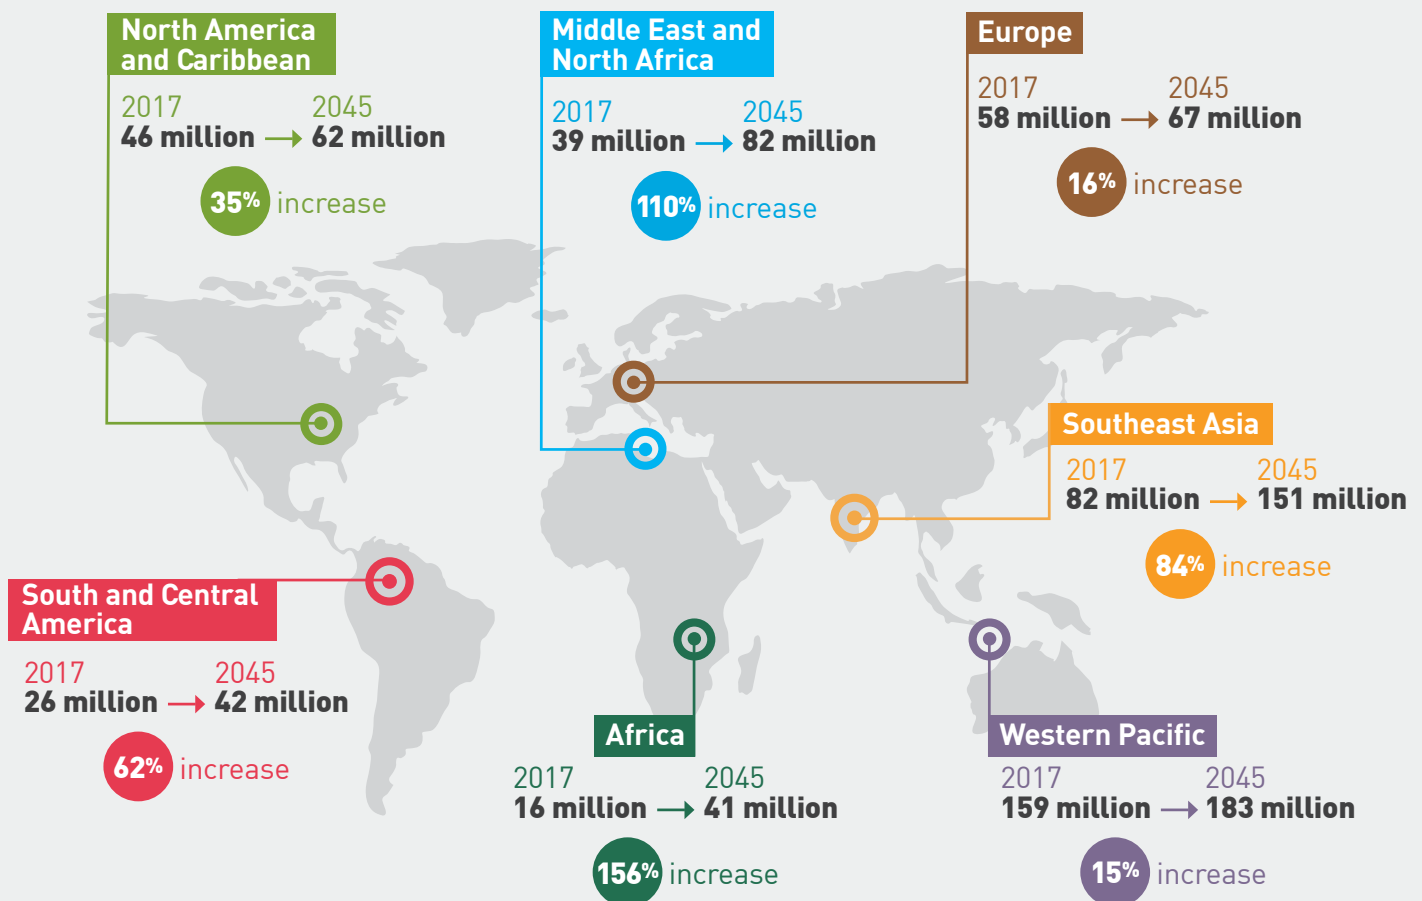 North America
and Caribbean
2017 2045
46 million → 62 million
35% increase
Middle East and
North Africa
2017 2045
39 million → 82 million
110% increase
Europe
2017 2045
58 million → 67 million
16% increase
Southeast Asia
2017 2045
82 million → 151 million
84% increase
South and Central
America
2017 2045
26 million → 42 million
62% increase
Africa
2017 2045
16 million → 41 million
156% increase
Western Pacific
2017 2045
159 million → 183 million
15% increase